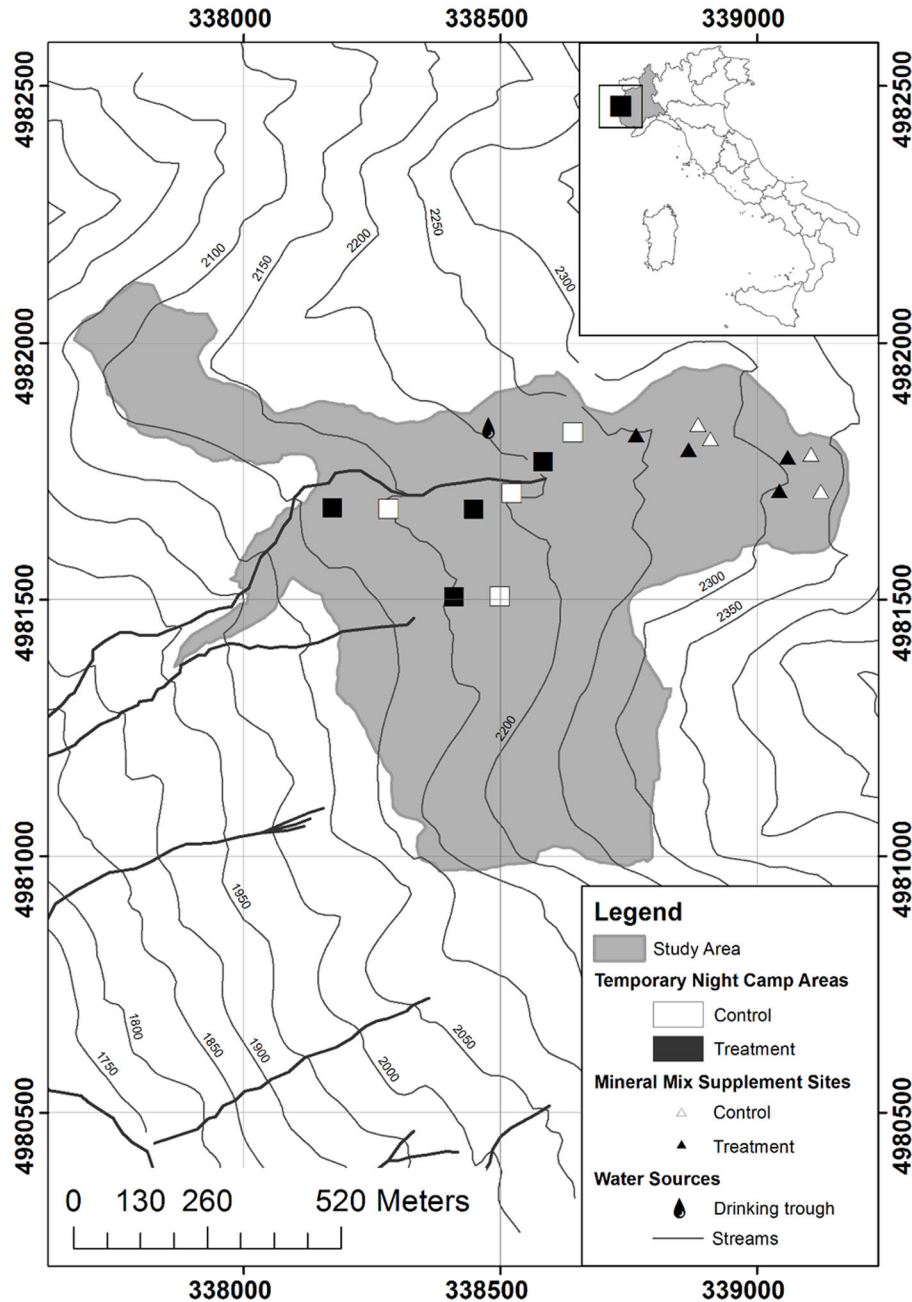 338000 338500 339000
4982500
4982500
2250
2200
2100
2150
2300
4982000
4982000
4981500
4981500
2300
2350
2200
4981000
4981000
1950
Legend
Study Area
Temporary Night Camp Areas
Control
Treatment
Mineral Mix Supplement Sites
Control
Treatment
Water Sources
Drinking trough
Streams
1800
1750
1850
1900
2000
2050
4980500
4980500
0 130 260 520 Meters
338000 338500 339000